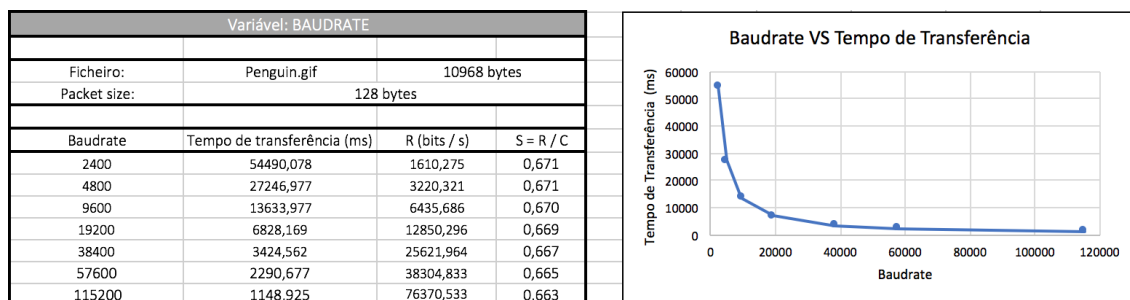 Variável: BAUDRATE
Ficheiro: Penguin.gif 10968 bytes
Packet size: 128 bytes
Baudrate Tempo de transferência (ms) R (bits / s) S = R / C
2400 54490,078 1610,275 0,671
4800 27246,977 3220,321 0,671
9600 13633,977 6435,686 0,670
19200 6828,169 12850,296 0,669
38400 3424,562 25621,964 0,667
57600 2290,677 38304,833 0,665
115200 1148,925 76370,533 0,663
Baudrate VS Tempo de Transferência
Tempo de Transferência (ms)
60000
50000
40000
30000
20000
10000
0
0 20000 40000 60000 80000 100000 120000
Baudrate